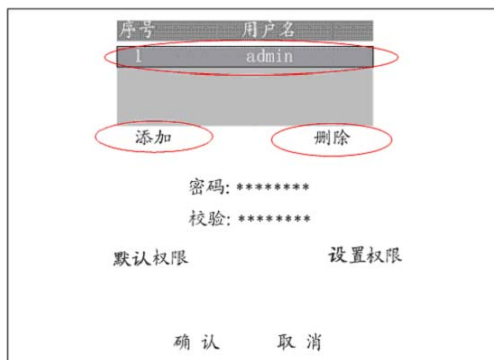 序号 用户名
1 admin
添加 删除
密码: ********
校验: ********
默认权限 设置权限
确 认 取 消